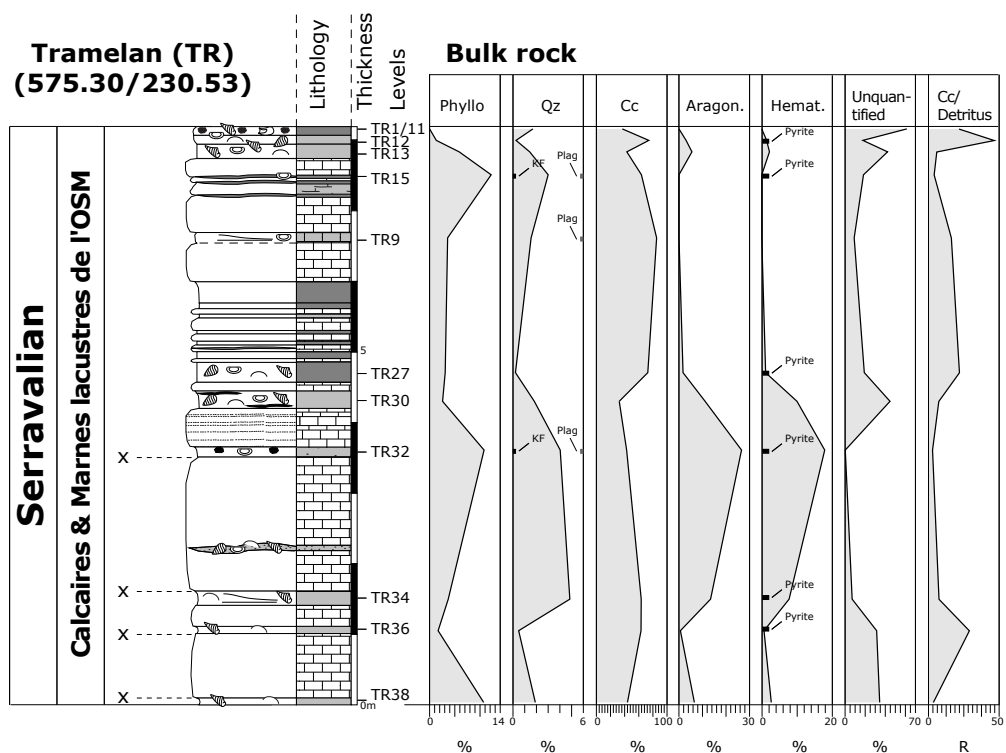 Tramelan (TR)
(575.30/230.53)
Lithology
Thickness
Levels
Bulk rock
Phyllo
Qz
Cc
Aragon.
Hemat.
Unquan-
tified
Cc/
Detritus
Serravalian
Calcaires & Marnes lacustres de l'OSM
TR1/11
TR12
TR13
TR15
TR9
5
TR27
TR30
TR32
TR34
TR36
TR38
0m
x
x
x
x
KF
Plag
Plag
KF
Plag
Pyrite
Pyrite
Pyrite
Pyrite
Pyrite
Pyrite
0 14
0 6
0 100
0 30
0 20
0 70
0 50
%
%
%
%
%
%
R